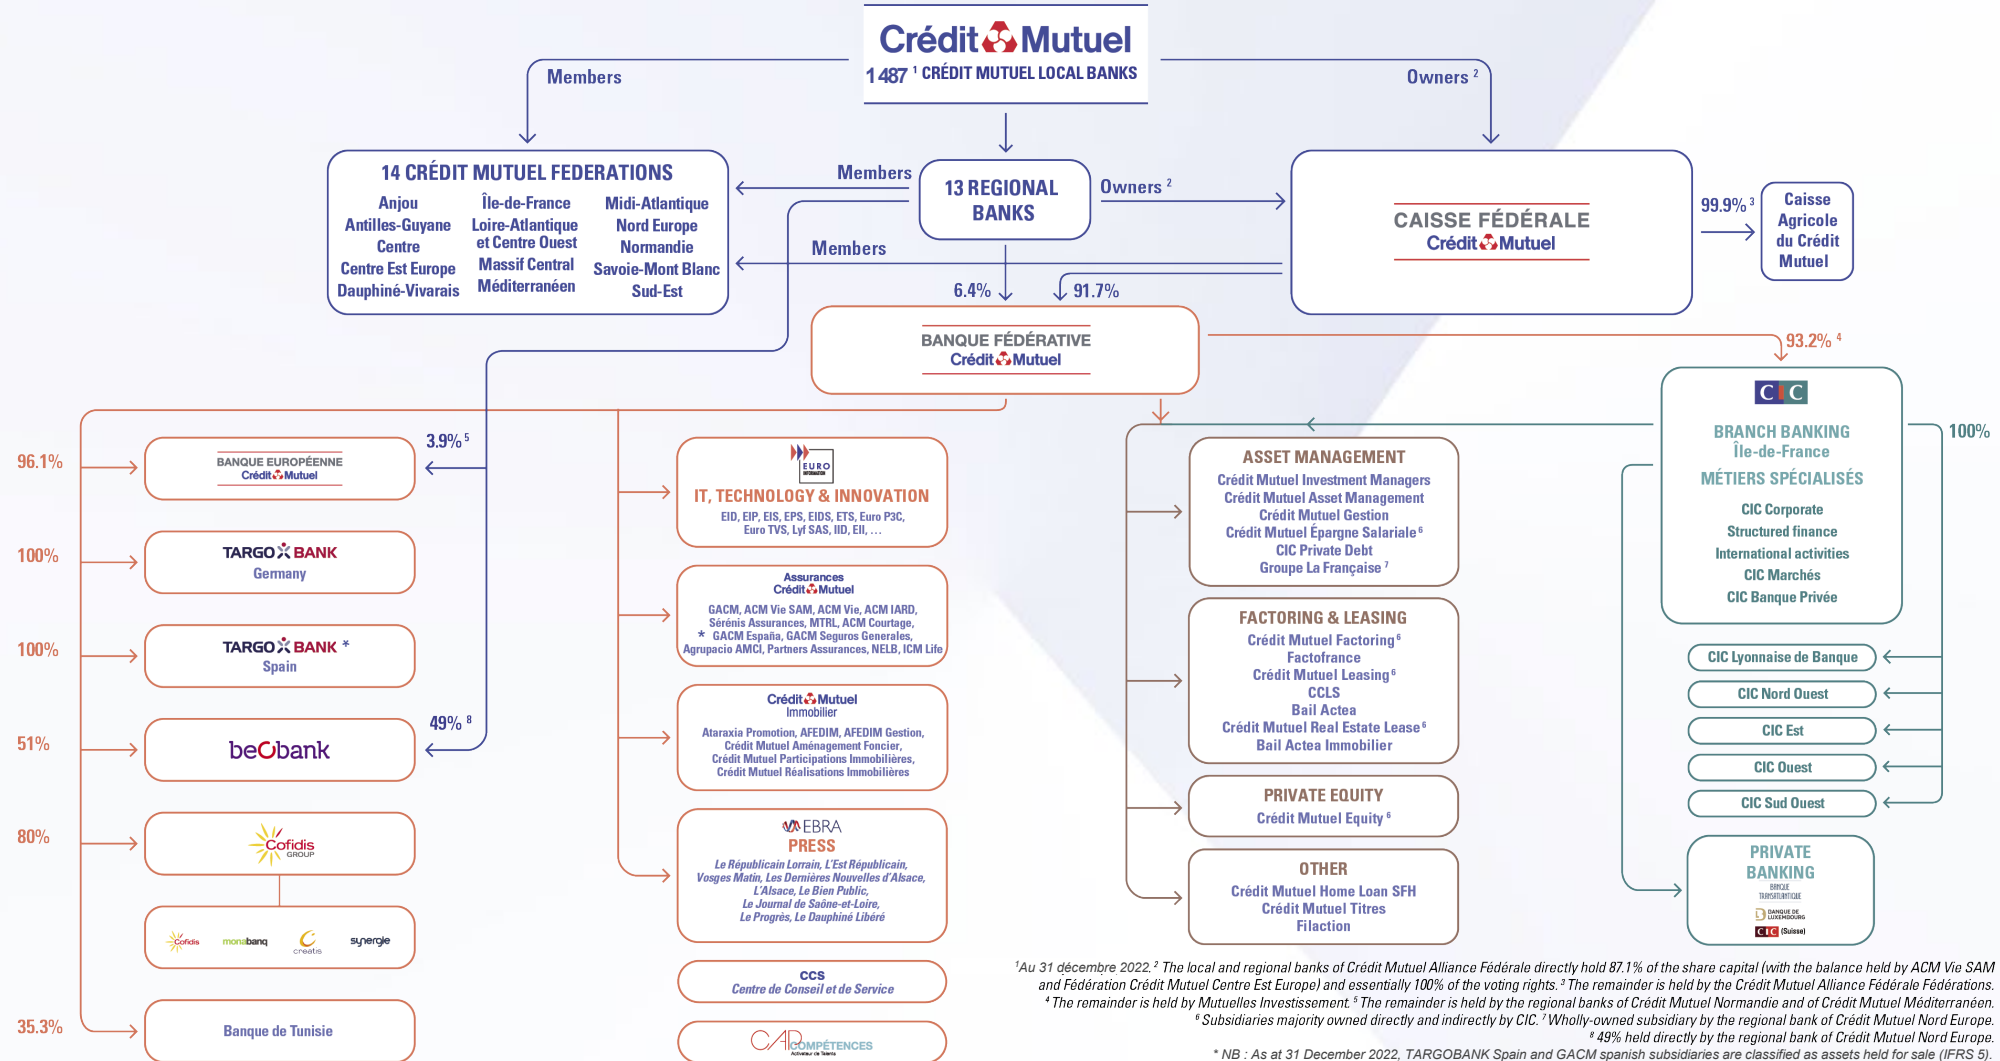 Crédit Mutuel
1 487 ¹ CRÉDIT MUTUEL LOCAL BANKS
Members
Owners ²
14 CRÉDIT MUTUEL FEDERATIONS
Anjou
Antilles-Guyane
Centre
Centre Est Europe
Dauphiné-Vivarais
Île-de-France
Loire-Atlantique
et Centre Ouest
Massif Central
Méditerranéen
Midi-Atlantique
Nord Europe
Normandie
Savoie-Mont Blanc
Sud-Est
Members
13 REGIONAL
BANKS
Owners ²
Members
CAISSE FÉDÉRALE
Crédit Mutuel
99.9% ³
Caisse
Agricole
du Crédit
Mutuel
6.4%
91.7%
BANQUE FÉDÉRATIVE
Crédit Mutuel
93.2% ⁴
96.1%
BANQUE EUROPÉENNE
Crédit Mutuel
3.9% ⁵
100%
TARGO BANK
Germany
100%
TARGO BANK *
Spain
51%
beobank
49% ⁸
80%
Cofidis
GROUP
Cofidis
monabanq
creatis
synergie
35.3%
Banque de Tunisie
EURO
INFORMATION
IT, TECHNOLOGY & INNOVATION
EID, EIP, EIS, EPS, EIDS, ETS, Euro P3C,
Euro TVS, Lyf SAS, IID, EII, …
Assurances
Crédit Mutuel
GACM, ACM Vie SAM, ACM Vie, ACM IARD,
Sérénis Assurances, MTRL, ACM Courtage,
* GACM España, GACM Seguros Generales,
Agrupacio AMCI, Partners Assurances, NELB, ICM Life
Crédit Mutuel
Immobilier
Ataraxia Promotion, AFEDIM, AFEDIM Gestion,
Crédit Mutuel Aménagement Foncier,
Crédit Mutuel Participations Immobilières,
Crédit Mutuel Réalisations Immobilières
EBRA
PRESS
Le Républicain Lorrain, L'Est Républicain,
Vosges Matin, Les Dernières Nouvelles d'Alsace,
L'Alsace, Le Bien Public,
Le Journal de Saône-et-Loire,
Le Progrès, Le Dauphiné Libéré
CCS
Centre de Conseil et de Service
CAP COMPÉTENCES
Activateur de Talents
ASSET MANAGEMENT
Crédit Mutuel Investment Managers
Crédit Mutuel Asset Management
Crédit Mutuel Gestion
Crédit Mutuel Épargne Salariale ⁶
CIC Private Debt
Groupe La Française ⁷
FACTORING & LEASING
Crédit Mutuel Factoring ⁶
Factofrance
Crédit Mutuel Leasing ⁶
CCLS
Bail Actea
Crédit Mutuel Real Estate Lease ⁶
Bail Actea Immobilier
PRIVATE EQUITY
Crédit Mutuel Equity ⁶
OTHER
Crédit Mutuel Home Loan SFH
Crédit Mutuel Titres
Filaction
CIC
BRANCH BANKING
Île-de-France
MÉTIERS SPÉCIALISÉS
CIC Corporate
Structured finance
International activities
CIC Marchés
CIC Banque Privée
100%
CIC Lyonnaise de Banque
CIC Nord Ouest
CIC Est
CIC Ouest
CIC Sud Ouest
PRIVATE
BANKING
BANQUE
TRANSATLANTIQUE
BANQUE DE
LUXEMBOURG
CIC (Suisse)
¹Au 31 décembre 2022. ² The local and regional banks of Crédit Mutuel Alliance Fédérale directly hold 87.1% of the share capital (with the balance held by ACM Vie SAM
and Fédération Crédit Mutuel Centre Est Europe) and essentially 100% of the voting rights. ³ The remainder is held by the Crédit Mutuel Alliance Fédérale Fédérations.
⁴ The remainder is held by Mutuelles Investissement. ⁵ The remainder is held by the regional banks of Crédit Mutuel Normandie and of Crédit Mutuel Méditerranéen.
⁶ Subsidiaries majority owned directly and indirectly by CIC. ⁷ Wholly-owned subsidiary by the regional bank of Crédit Mutuel Nord Europe.
⁸ 49% held directly by the regional bank of Crédit Mutuel Nord Europe.
* NB : As at 31 December 2022, TARGOBANK Spain and GACM spanish subsidiaries are classified as assets held for sale (IFRS 5).